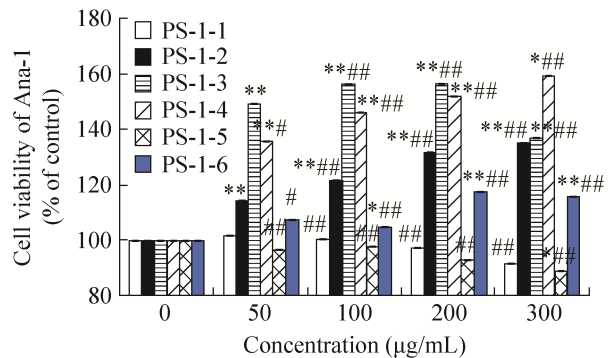 Cell viability of Ana-1
(% of control)
180
160
140
120
100
80
PS-1-1
PS-1-2
PS-1-3
PS-1-4
PS-1-5
PS-1-6
** **## **## *##
**# **## **##
**## **## **##
** **## **## **##
# *##
## ## ## ## ## ## *##
0 50 100 200 300
Concentration (μg/mL)